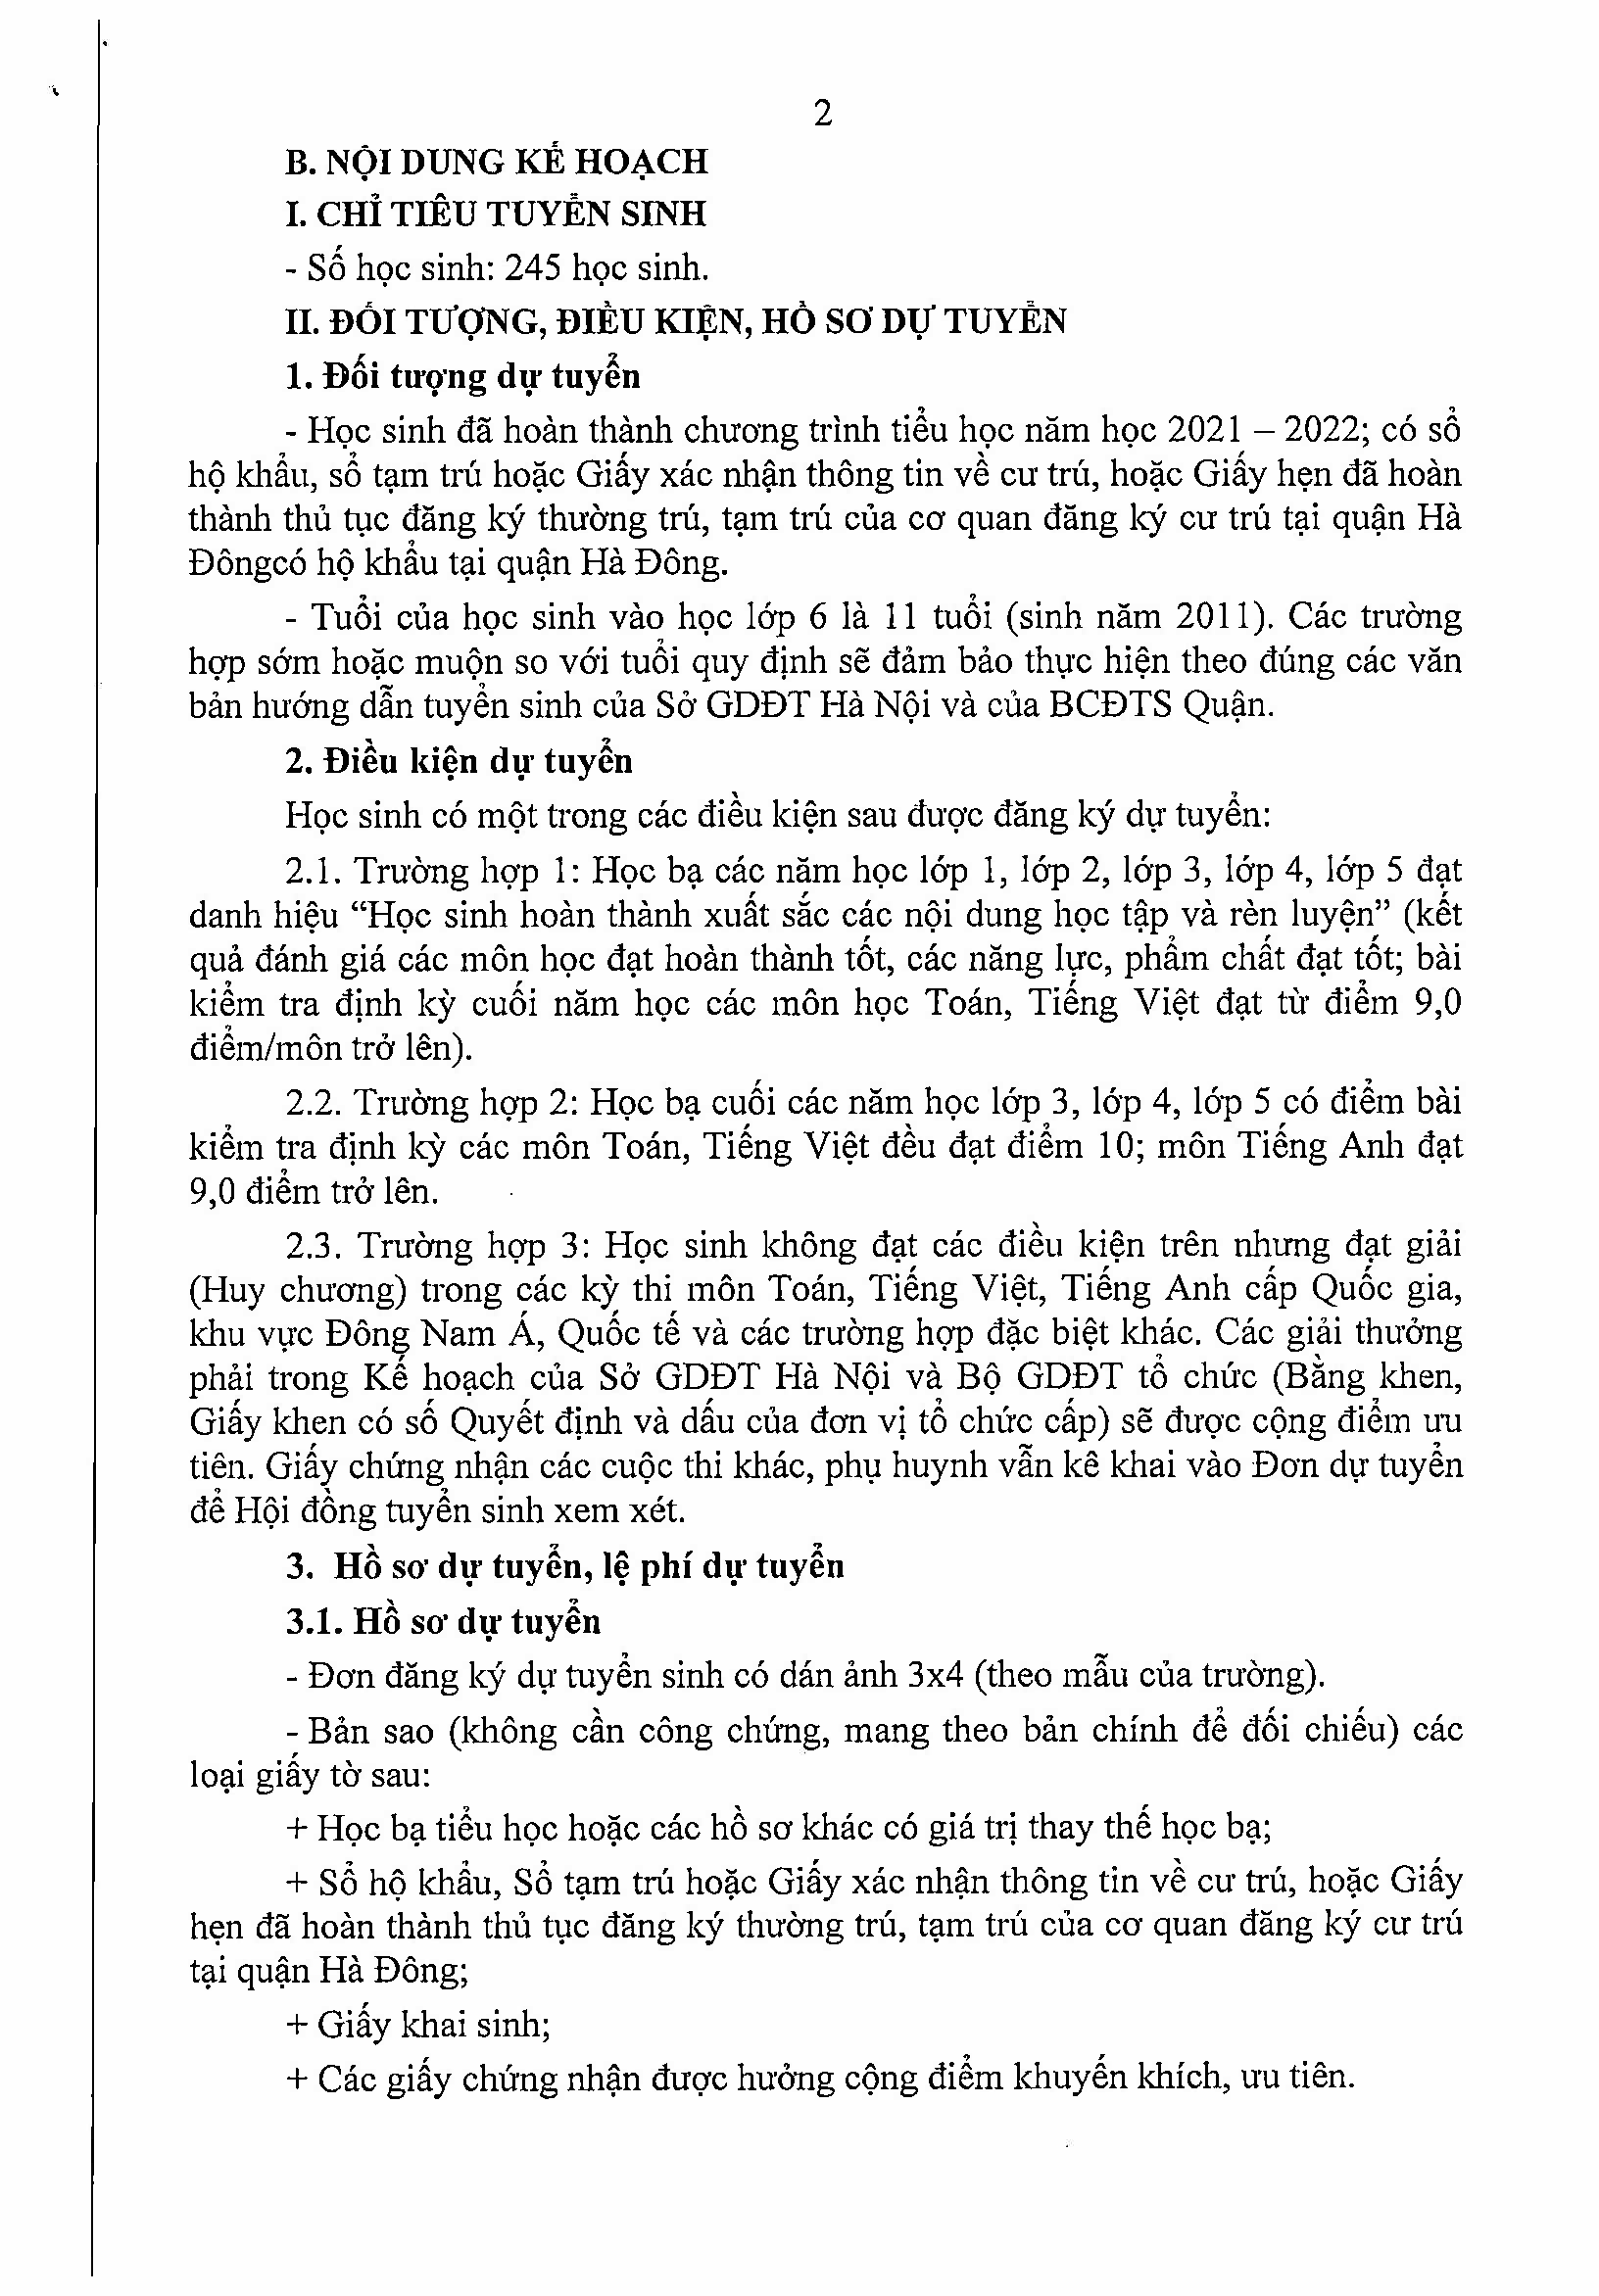 2
B. NỘI DUNG KẾ HOẠCH
I. CHỈ TIÊU TUYỂN SINH
- Số học sinh: 245 học sinh.
II. ĐỐI TƯỢNG, ĐIỀU KIỆN, HỒ SƠ DỰ TUYỂN
1. Đối tượng dự tuyển
- Học sinh đã hoàn thành chương trình tiểu học năm học 2021 – 2022; có sổ
hộ khẩu, sổ tạm trú hoặc Giấy xác nhận thông tin về cư trú, hoặc Giấy hẹn đã hoàn
thành thủ tục đăng ký thường trú, tạm trú của cơ quan đăng ký cư trú tại quận Hà
Đôngcó hộ khẩu tại quận Hà Đông.
- Tuổi của học sinh vào học lớp 6 là 11 tuổi (sinh năm 2011). Các trường
hợp sớm hoặc muộn so với tuổi quy định sẽ đảm bảo thực hiện theo đúng các văn
bản hướng dẫn tuyển sinh của Sở GDĐT Hà Nội và của BCĐTS Quận.
2. Điều kiện dự tuyển
Học sinh có một trong các điều kiện sau được đăng ký dự tuyển:
2.1. Trường hợp 1: Học bạ các năm học lớp 1, lớp 2, lớp 3, lớp 4, lớp 5 đạt
danh hiệu “Học sinh hoàn thành xuất sắc các nội dung học tập và rèn luyện” (kết
quả đánh giá các môn học đạt hoàn thành tốt, các năng lực, phẩm chất đạt tốt; bài
kiểm tra định kỳ cuối năm học các môn học Toán, Tiếng Việt đạt từ điểm 9,0
điểm/môn trở lên).
2.2. Trường hợp 2: Học bạ cuối các năm học lớp 3, lớp 4, lớp 5 có điểm bài
kiểm tra định kỳ các môn Toán, Tiếng Việt đều đạt điểm 10; môn Tiếng Anh đạt
9,0 điểm trở lên.
2.3. Trường hợp 3: Học sinh không đạt các điều kiện trên nhưng đạt giải
(Huy chương) trong các kỳ thi môn Toán, Tiếng Việt, Tiếng Anh cấp Quốc gia,
khu vực Đông Nam Á, Quốc tế và các trường hợp đặc biệt khác. Các giải thưởng
phải trong Kế hoạch của Sở GDĐT Hà Nội và Bộ GDĐT tổ chức (Bằng khen,
Giấy khen có số Quyết định và dấu của đơn vị tổ chức cấp) sẽ được cộng điểm ưu
tiên. Giấy chứng nhận các cuộc thi khác, phụ huynh vẫn kê khai vào Đơn dự tuyển
để Hội đồng tuyển sinh xem xét.
3. Hồ sơ dự tuyển, lệ phí dự tuyển
3.1. Hồ sơ dự tuyển
- Đơn đăng ký dự tuyển sinh có dán ảnh 3x4 (theo mẫu của trường).
- Bản sao (không cần công chứng, mang theo bản chính để đối chiếu) các
loại giấy tờ sau:
+ Học bạ tiểu học hoặc các hồ sơ khác có giá trị thay thế học bạ;
+ Sổ hộ khẩu, Sổ tạm trú hoặc Giấy xác nhận thông tin về cư trú, hoặc Giấy
hẹn đã hoàn thành thủ tục đăng ký thường trú, tạm trú của cơ quan đăng ký cư trú
tại quận Hà Đông;
+ Giấy khai sinh;
+ Các giấy chứng nhận được hưởng cộng điểm khuyến khích, ưu tiên.